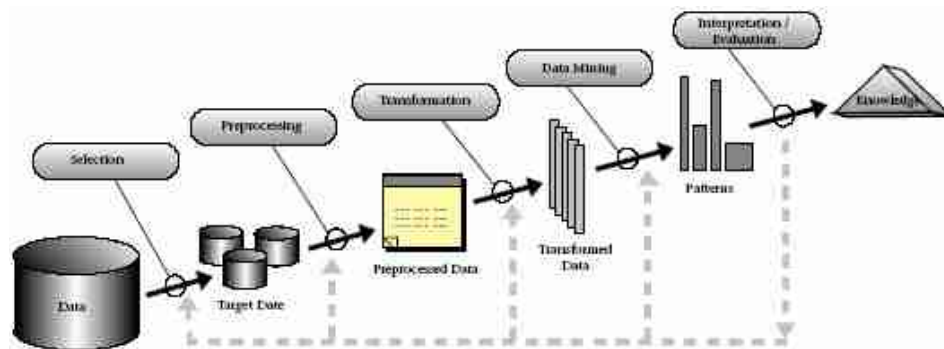 Interpretation /
Evaluation
Data Mining
Transformation
Preprocessing
Selection
Knowledge
Patterns
Transformed
Data
Preprocessed Data
Target Date
Data